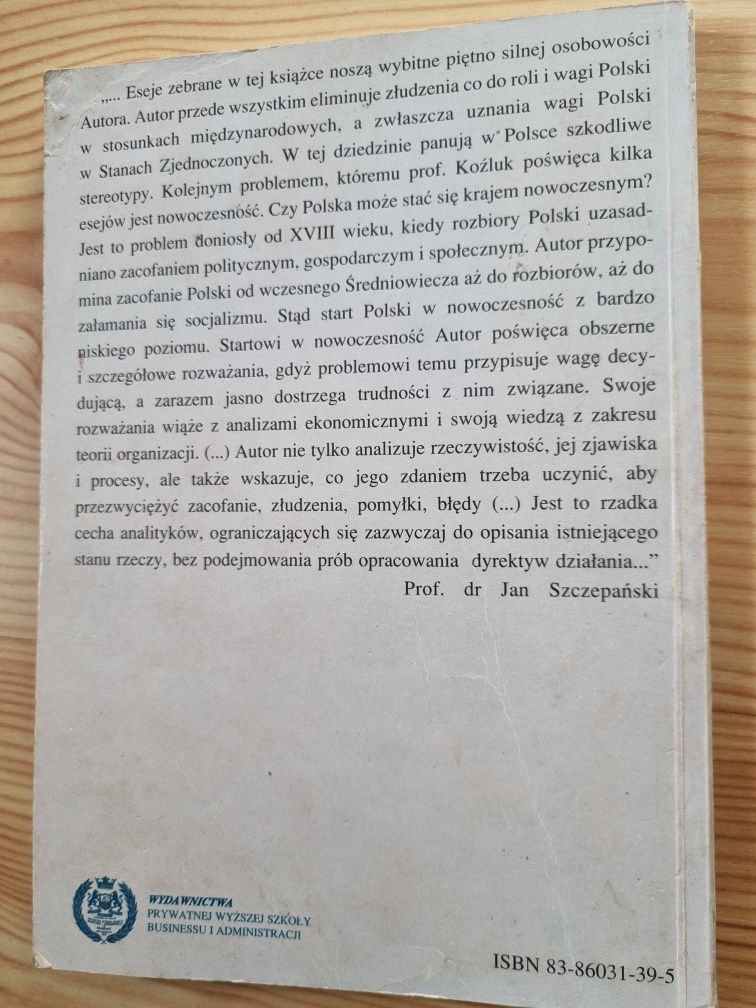 „... Eseje zebrane w tej książce noszą wybitne piętno silnej osobowości
Autora. Autor przede wszystkim eliminuje złudzenia co do roli i wagi Polski
w stosunkach międzynarodowych, a zwłaszcza uznania wagi Polski
w Stanach Zjednoczonych. W tej dziedzinie panują w Polsce szkodliwe
stereotypy. Kolejnym problemem, któremu prof. Koźluk poświęca kilka
esejów jest nowoczesność. Czy Polska może stać się krajem nowoczesnym?
Jest to problem doniosły od XVIII wieku, kiedy rozbiory Polski uzasad-
niano zacofaniem politycznym, gospodarczym i społecznym. Autor przypo-
mina zacofanie Polski od wczesnego Średniowiecza aż do rozbiorów, aż do
załamania się socjalizmu. Stąd start Polski w nowoczesność z bardzo
niskiego poziomu. Startowi w nowoczesność Autor poświęca obszerne
i szczegółowe rozważania, gdyż problemowi temu przypisuje wagę decy-
dującą, a zarazem jasno dostrzega trudności z nim związane. Swoje
rozważania wiąże z analizami ekonomicznymi i swoją wiedzą z zakresu
teorii organizacji. (...) Autor nie tylko analizuje rzeczywistość, jej zjawiska
i procesy, ale także wskazuje, co jego zdaniem trzeba uczynić, aby
przezwyciężyć zacofanie, złudzenia, pomyłki, błędy (...) Jest to rzadka
cecha analityków, ograniczających się zazwyczaj do opisania istniejącego
stanu rzeczy, bez podejmowania prób opracowania dyrektyw działania...”
Prof. dr Jan Szczepański
WYDAWNICTWA
PRYWATNEJ WYŻSZEJ SZKOŁY
BUSINESSU I ADMINISTRACJI
ISBN 83-86031-39-5